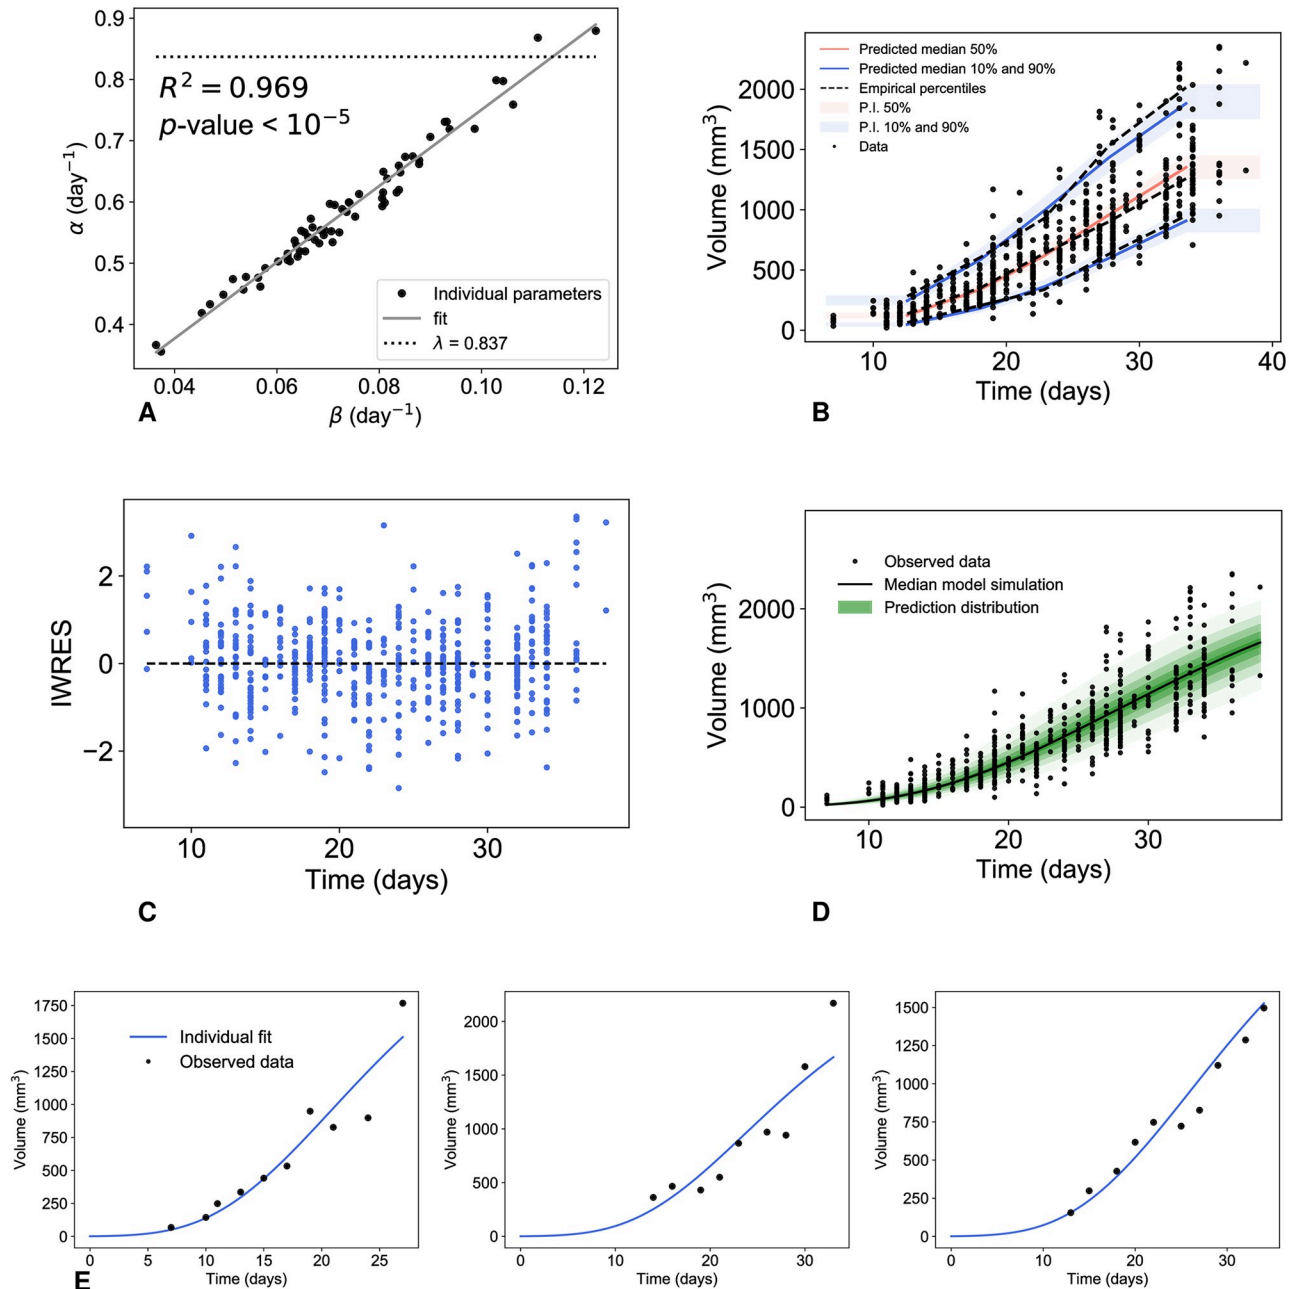 0.9
0.8
0.7
0.6
0.5
0.4
α (day⁻¹)
R² = 0.969
p-value < 10⁻⁵
Individual parameters
fit
λ = 0.837
0.04 0.06 0.08 0.10 0.12
β (day⁻¹)
A
Predicted median 50%
Predicted median 10% and 90%
Empirical percentiles
P.I. 50%
P.I. 10% and 90%
Data
2000
1500
1000
500
0
Volume (mm³)
10 20 30 40
Time (days)
B
2
0
−2
IWRES
10 20 30
Time (days)
C
Observed data
Median model simulation
Prediction distribution
2000
1000
0
Volume (mm³)
10 20 30
Time (days)
D
1750
1500
1250
1000
750
500
250
0
Volume (mm³)
Individual fit
Observed data
0 5 10 15 20 25
Time (days)
E
2000
1500
1000
500
0
Volume (mm³)
0 10 20 30
Time (days)
1500
1250
1000
750
500
250
0
Volume (mm³)
0 10 20 30
Time (days)